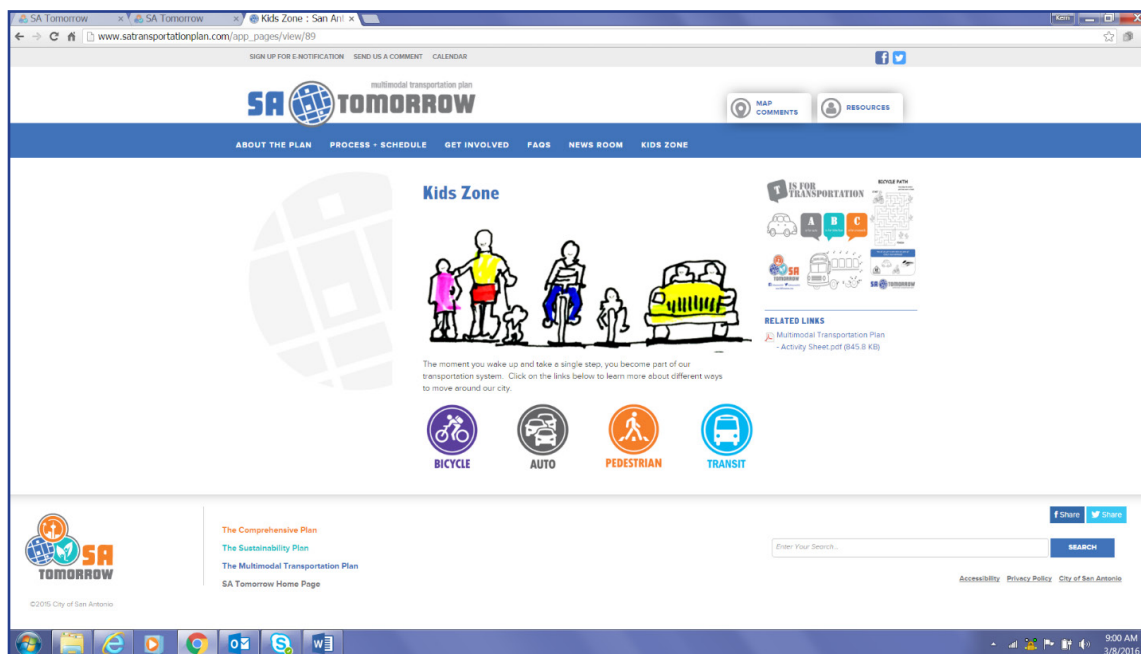 SA Tomorrow
SA Tomorrow
Kids Zone : San Ant
Kerri
www.satransportationplan.com/app_pages/view/89
SIGN UP FOR E-NOTIFICATION SEND US A COMMENT CALENDAR
multimodal transportation plan
SA TOMORROW
MAP
COMMENTS
RESOURCES
ABOUT THE PLAN PROCESS + SCHEDULE GET INVOLVED FAQS NEWS ROOM KIDS ZONE
Kids Zone
T IS FOR
TRANSPORTATION
BICYCLE PATH
A B C
SA
TOMORROW
SA TOMORROW
RELATED LINKS
Multimodal Transportation Plan
- Activity Sheet.pdf (845.8 KB)
The moment you wake up and take a single step, you become part of our
transportation system. Click on the links below to learn more about different ways
to move around our city.
BICYCLE
AUTO
PEDESTRIAN
TRANSIT
SA
TOMORROW
©2015 City of San Antonio
The Comprehensive Plan
The Sustainability Plan
The Multimodal Transportation Plan
SA Tomorrow Home Page
Share Share
Enter Your Search...
SEARCH
Accessibility Privacy Policy City of San Antonio
9:00 AM
3/8/2016